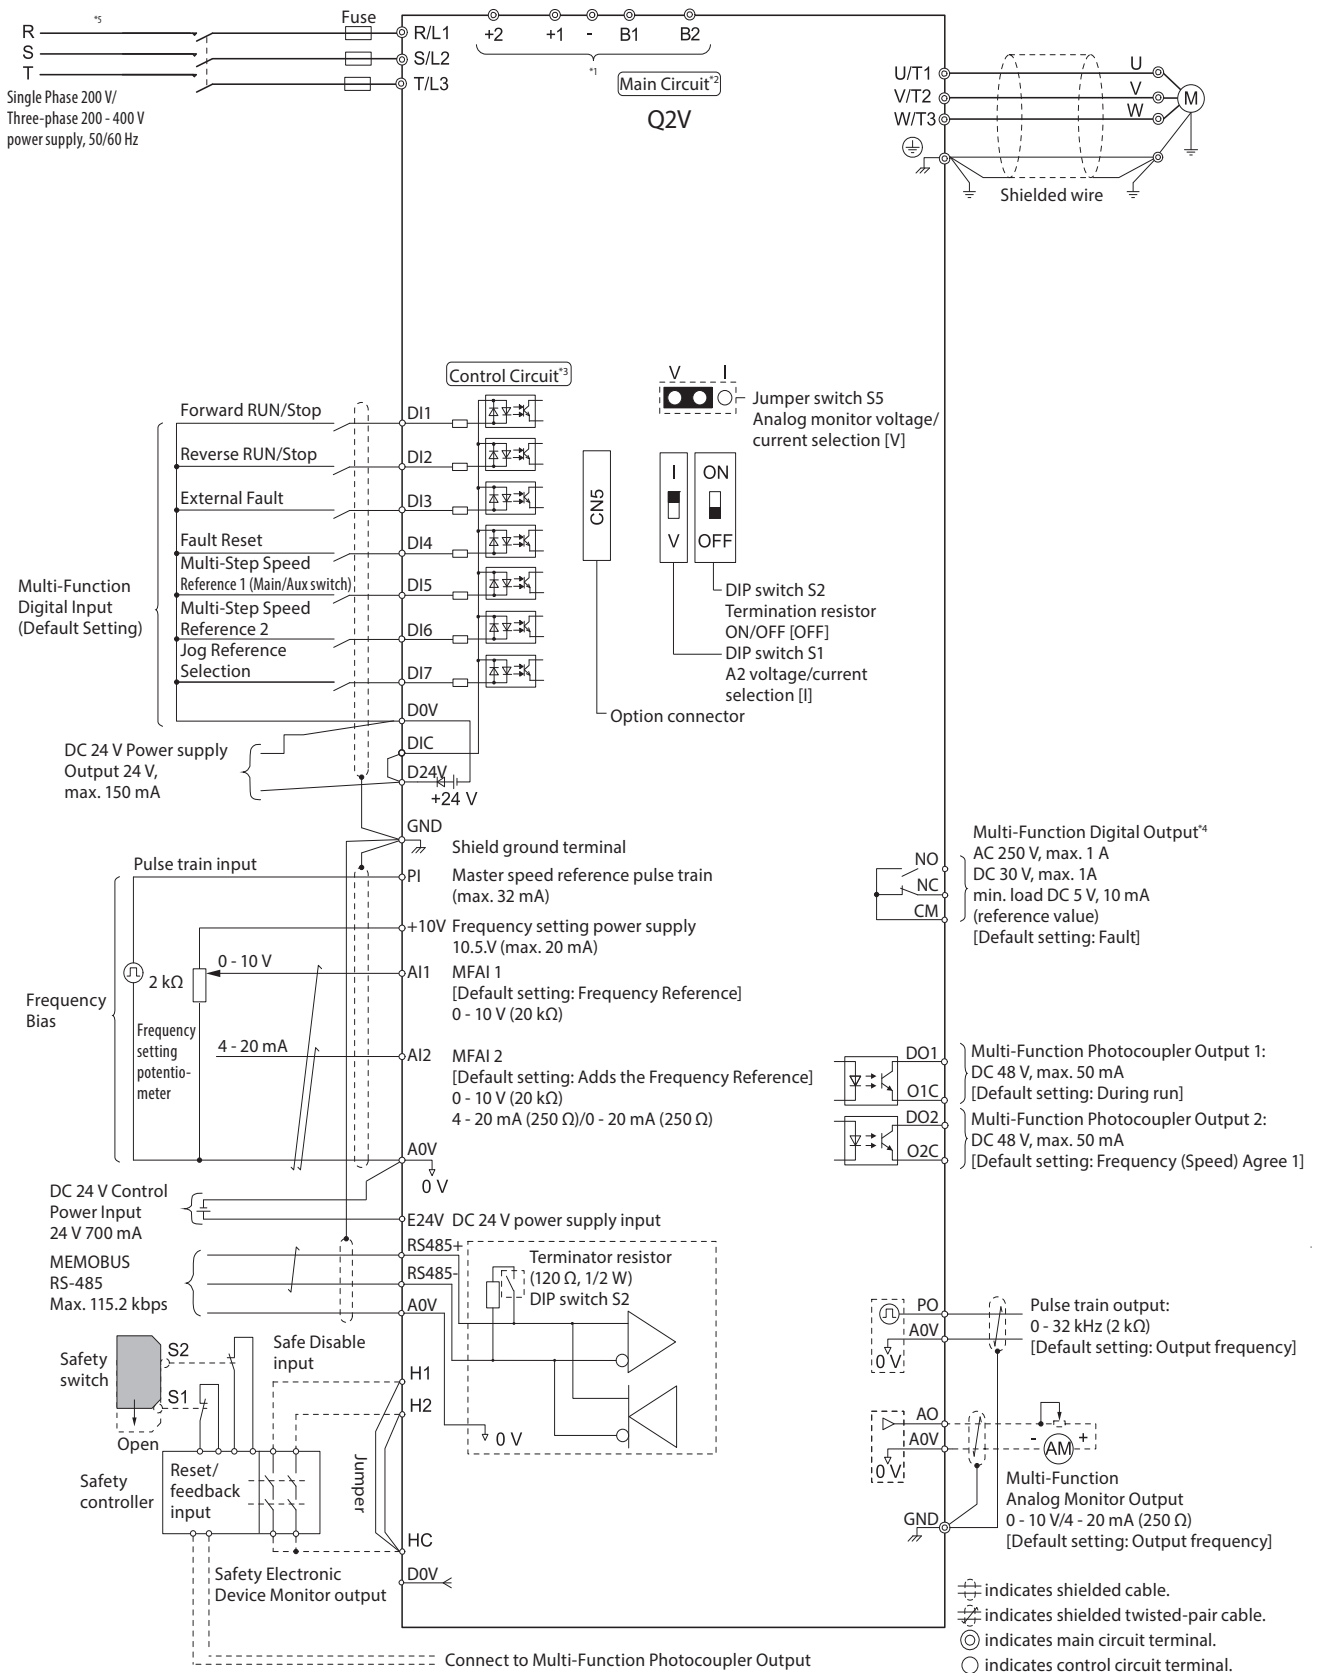 Fuse
R
*5
S
T
Single Phase 200 V/
Three-phase 200 - 400 V
power supply, 50/60 Hz
R/L1
S/L2
T/L3
+2
+1
-
B1
B2
*1
Main Circuit*2
Q2V
U/T1
V/T2
W/T3
U
V
W
M
Shielded wire
Control Circuit*3
V
I
Jumper switch S5
Analog monitor voltage/
current selection [V]
I
V
ON
OFF
CN5
DIP switch S2
Termination resistor
ON/OFF [OFF]
DIP switch S1
A2 voltage/current
selection [I]
Option connector
Multi-Function
Digital Input
(Default Setting)
Forward RUN/Stop
DI1
Reverse RUN/Stop
DI2
External Fault
DI3
Fault Reset
DI4
Multi-Step Speed
Reference 1 (Main/Aux switch)
DI5
Multi-Step Speed
Reference 2
DI6
Jog Reference
Selection
DI7
D0V
DIC
D24V
+24 V
DC 24 V Power supply
Output 24 V,
max. 150 mA
GND
Shield ground terminal
Pulse train input
PI
Master speed reference pulse train
(max. 32 mA)
+10V
Frequency setting power supply
10.5.V (max. 20 mA)
0 - 10 V
2 kΩ
AI1
MFAI 1
[Default setting: Frequency Reference]
0 - 10 V (20 kΩ)
Frequency
Bias
Frequency
setting
potentio-
meter
4 - 20 mA
AI2
MFAI 2
[Default setting: Adds the Frequency Reference]
0 - 10 V (20 kΩ)
4 - 20 mA (250 Ω)/0 - 20 mA (250 Ω)
A0V
0 V
DC 24 V Control
Power Input
24 V 700 mA
E24V
DC 24 V power supply input
MEMOBUS
RS-485
Max. 115.2 kbps
RS485+
RS485-
A0V
Terminator resistor
(120 Ω, 1/2 W)
DIP switch S2
0 V
Safety
switch
S2
S1
Open
Safe Disable
input
H1
H2
Jumper
Safety
controller
Reset/
feedback
input
HC
D0V
Safety Electronic
Device Monitor output
Connect to Multi-Function Photocoupler Output
NO
NC
CM
Multi-Function Digital Output*4
AC 250 V, max. 1 A
DC 30 V, max. 1A
min. load DC 5 V, 10 mA
(reference value)
[Default setting: Fault]
DO1
O1C
Multi-Function Photocoupler Output 1:
DC 48 V, max. 50 mA
[Default setting: During run]
DO2
O2C
Multi-Function Photocoupler Output 2:
DC 48 V, max. 50 mA
[Default setting: Frequency (Speed) Agree 1]
PO
A0V
0 V
Pulse train output:
0 - 32 kHz (2 kΩ)
[Default setting: Output frequency]
AO
A0V
0 V
-
+
AM
Multi-Function
Analog Monitor Output
0 - 10 V/4 - 20 mA (250 Ω)
[Default setting: Output frequency]
GND
indicates shielded cable.
indicates shielded twisted-pair cable.
indicates main circuit terminal.
indicates control circuit terminal.